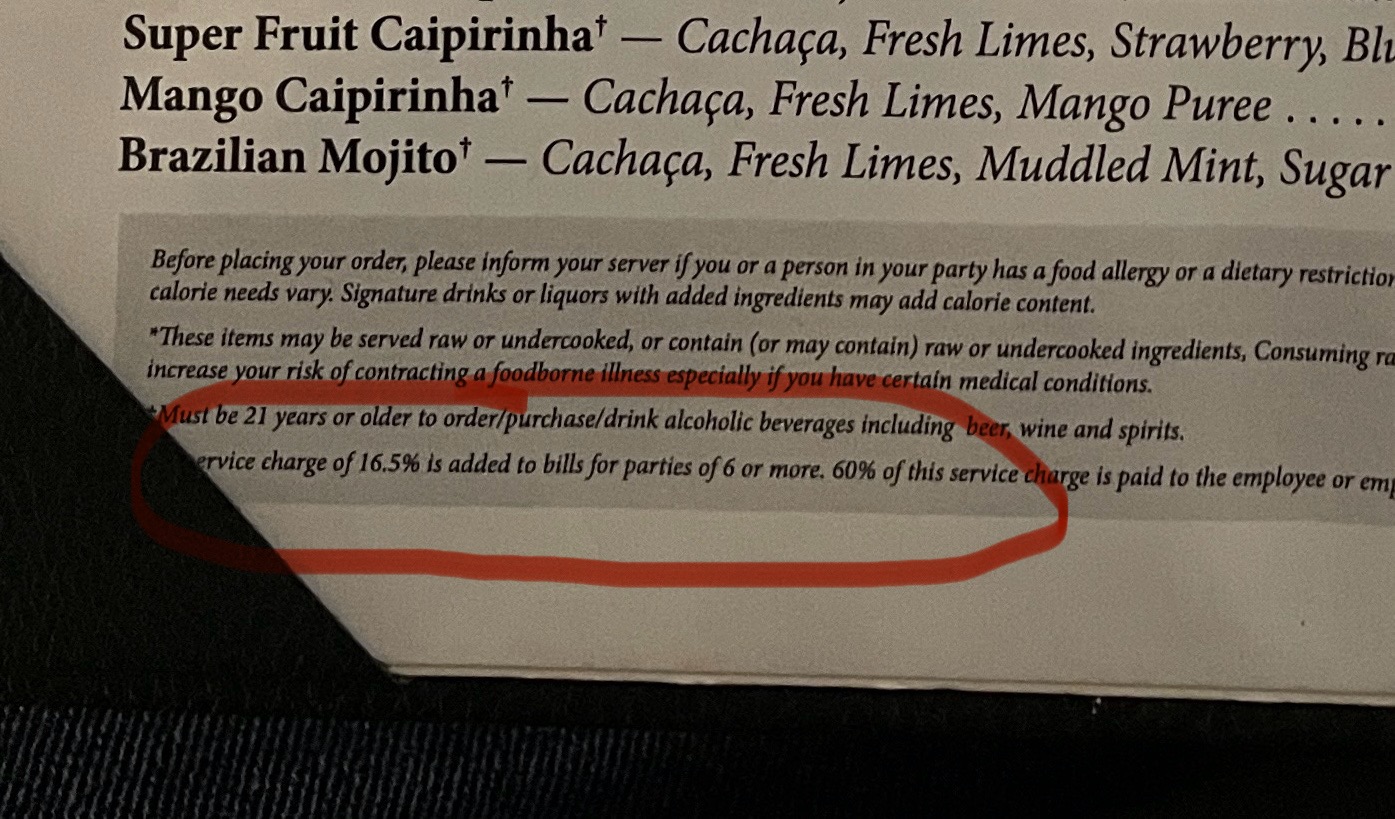 Super Fruit Caipirinha† — Cachaça, Fresh Limes, Strawberry, Blu
Mango Caipirinha† — Cachaça, Fresh Limes, Mango Puree . . . . .
Brazilian Mojito† — Cachaça, Fresh Limes, Muddled Mint, Sugar
Before placing your order, please inform your server if you or a person in your party has a food allergy or a dietary restriction
calorie needs vary. Signature drinks or liquors with added ingredients may add calorie content.
*These items may be served raw or undercooked, or contain (or may contain) raw or undercooked ingredients, Consuming ra
increase your risk of contracting a foodborne illness especially if you have certain medical conditions.
†Must be 21 years or older to order/purchase/drink alcoholic beverages including beer, wine and spirits.
ervice charge of 16.5% is added to bills for parties of 6 or more. 60% of this service charge is paid to the employee or emp